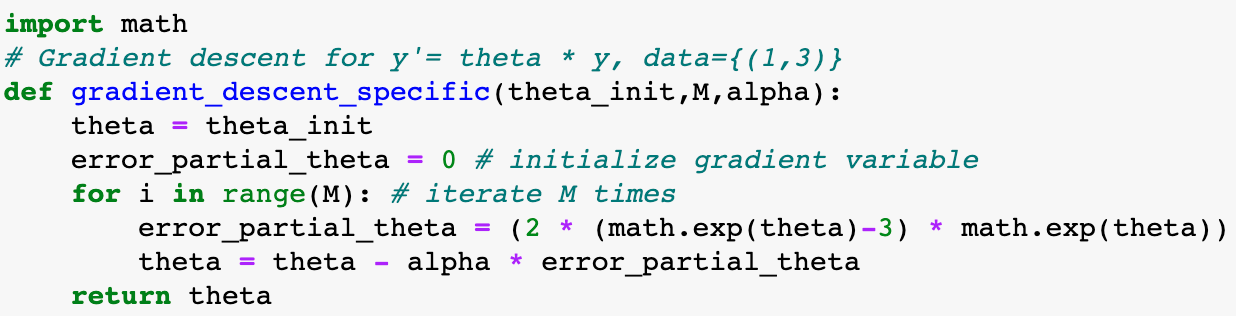 import math
# Gradient descent for y'= theta * y, data={(1,3)}
def gradient_descent_specific(theta_init,M,alpha):
    theta = theta_init
    error_partial_theta = 0 # initialize gradient variable
    for i in range(M): # iterate M times
        error_partial_theta = (2 * (math.exp(theta)-3) * math.exp(theta))
        theta = theta - alpha * error_partial_theta
    return theta